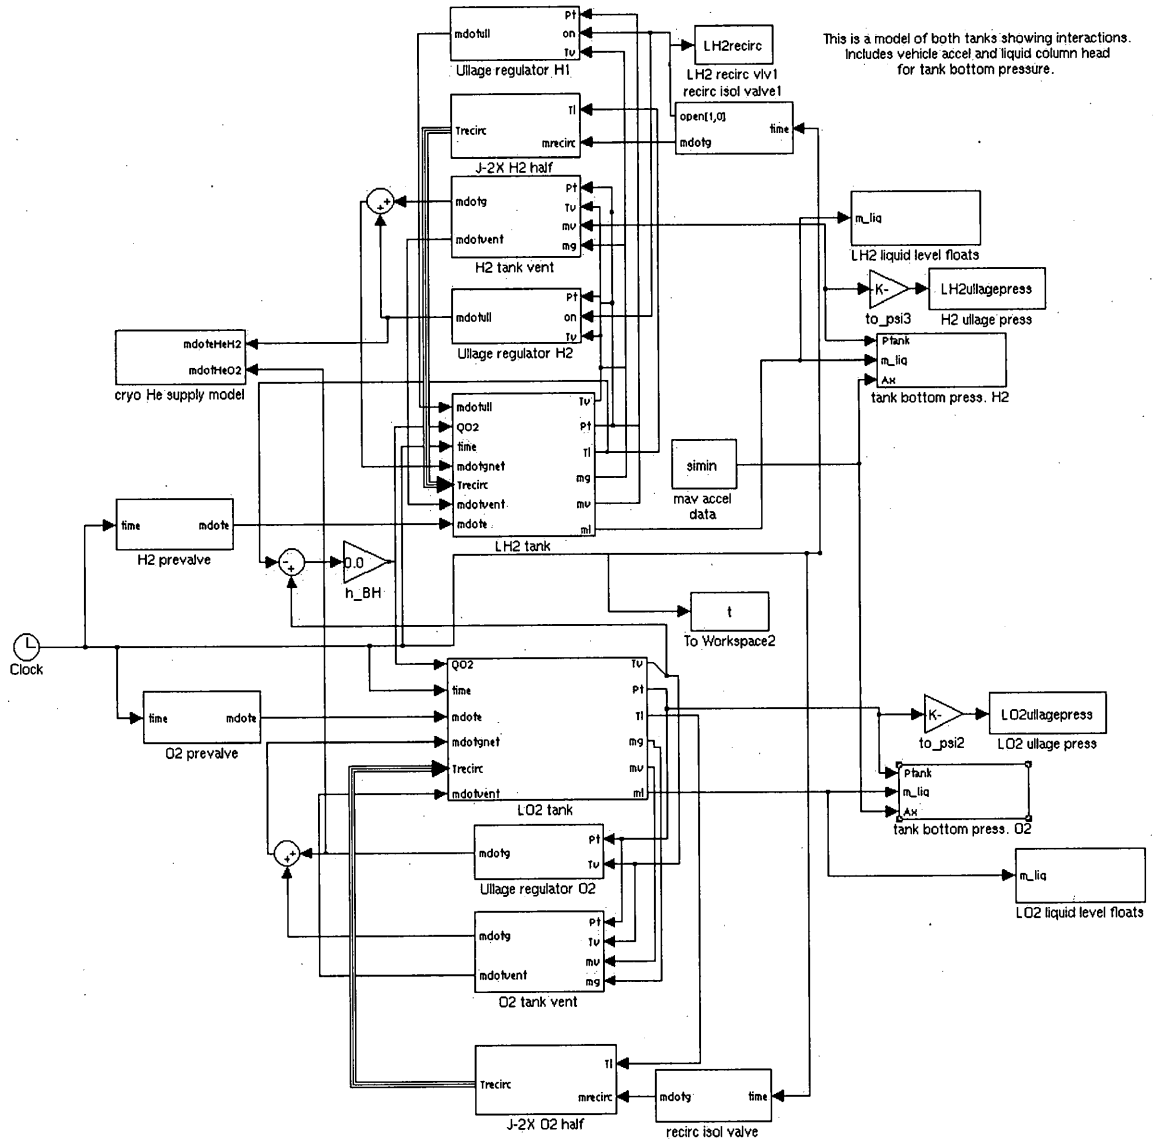 This is a model of both tanks showing interactions.
Includes vehicle accel and liquid column head
for tank bottom pressure.
mdotull
Pt
on
Tv
Ullage regulator H1
LH2recirc
LH2 recirc vlv1
recirc isol valve1
open[1,0]
mdotg
time
Trecirc
Tl
mrecirc
J-2X H2 half
mdotg
mdotvent
Pt
Tv
mv
mg
H2 tank vent
m_liq
LH2 liquid level floats
-K-
to_psi3
LH2ullagepress
H2 ullage press
mdotull
Pt
on
Tv
Ullage regulator H2
Ptank
m_liq
Ax
tank bottom press. H2
mdoteHeH2
mdotHeO2
cryo He supply model
mdotull
QO2
time
mdotgnet
Trecirc
mdotvent
mdote
Tv
Pt
Tl
mg
mv
ml
LH2 tank
simin
mav accel
data
time
mdote
H2 prevalve
0.0
h_BH
t
To Workspace2
Clock
time
mdote
O2 prevalve
QO2
time
mdote
mdotgnet
Trecirc
mdotvent
Tv
Pt
Tl
mg
mv
ml
LO2 tank
-K-
to_psi2
LO2ullagepress
LO2 ullage press
Ptank
m_liq
Ax
tank bottom press. O2
mdotg
Pt
Tv
Ullage regulator O2
m_liq
LO2 liquid level floats
mdotg
mdotvent
Pt
Tv
mv
mg
O2 tank vent
Trecirc
Tl
mrecirc
J-2X O2 half
mdotg
time
recirc isol valve